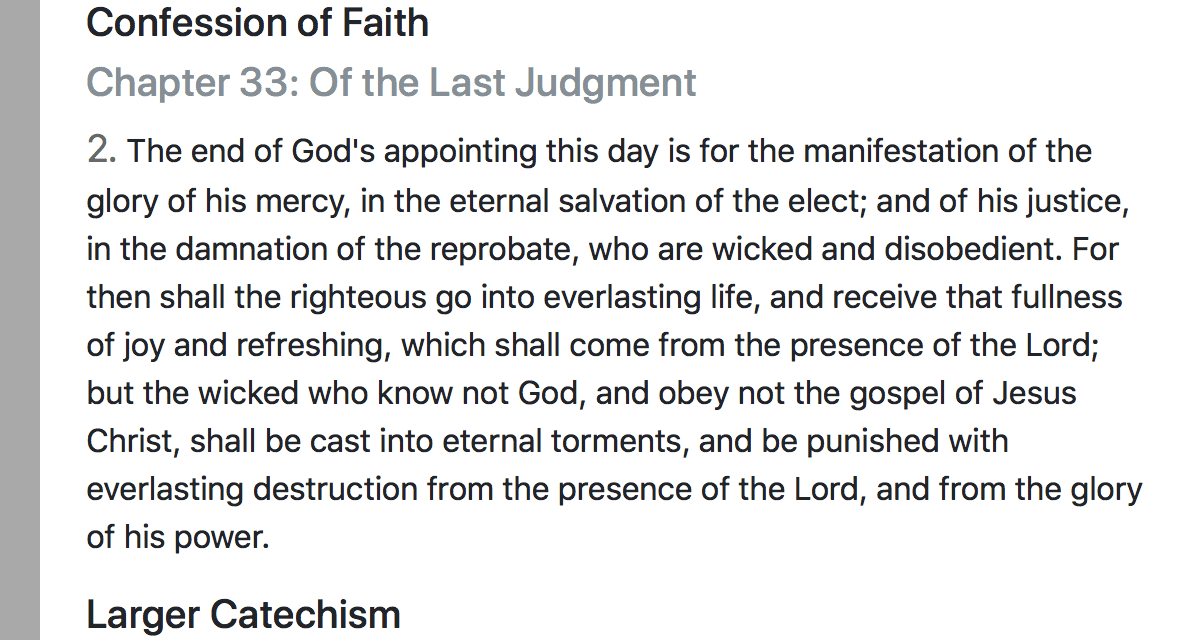 Confession of Faith
Chapter 33: Of the Last Judgment
2. The end of God's appointing this day is for the manifestation of the
glory of his mercy, in the eternal salvation of the elect; and of his justice,
in the damnation of the reprobate, who are wicked and disobedient. For
then shall the righteous go into everlasting life, and receive that fullness
of joy and refreshing, which shall come from the presence of the Lord;
but the wicked who know not God, and obey not the gospel of Jesus
Christ, shall be cast into eternal torments, and be punished with
everlasting destruction from the presence of the Lord, and from the glory
of his power.
Larger Catechism